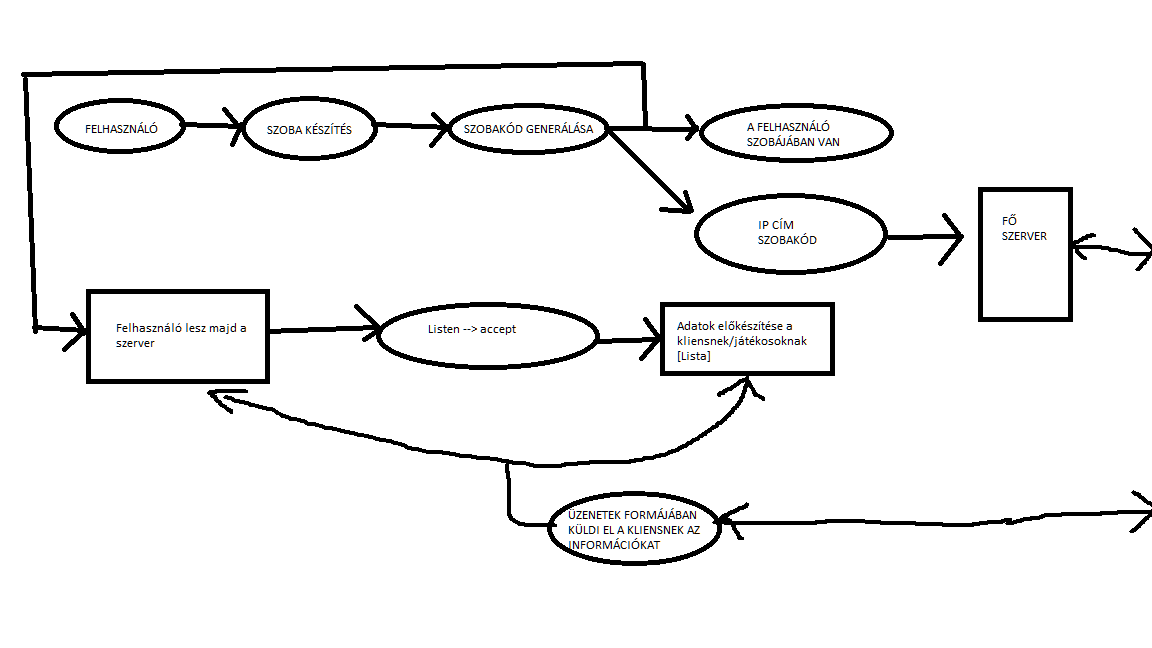 FELHASZNÁLÓ
SZOBA KÉSZÍTÉS
SZOBAKÓD GENERÁLÁSA
A FELHASZNÁLÓ
SZOBÁJÁBAN VAN
IP CÍM
SZOBAKÓD
FŐ
SZERVER
Felhasználó lesz majd a
szerver
Listen --> accept
Adatok előkészítése a
kliensnek/játékosoknak
[Lista]
ÜZENETEK FORMÁJÁBAN
KÜLDI EL A KLIENSNEK AZ
INFORMÁCIÓKAT